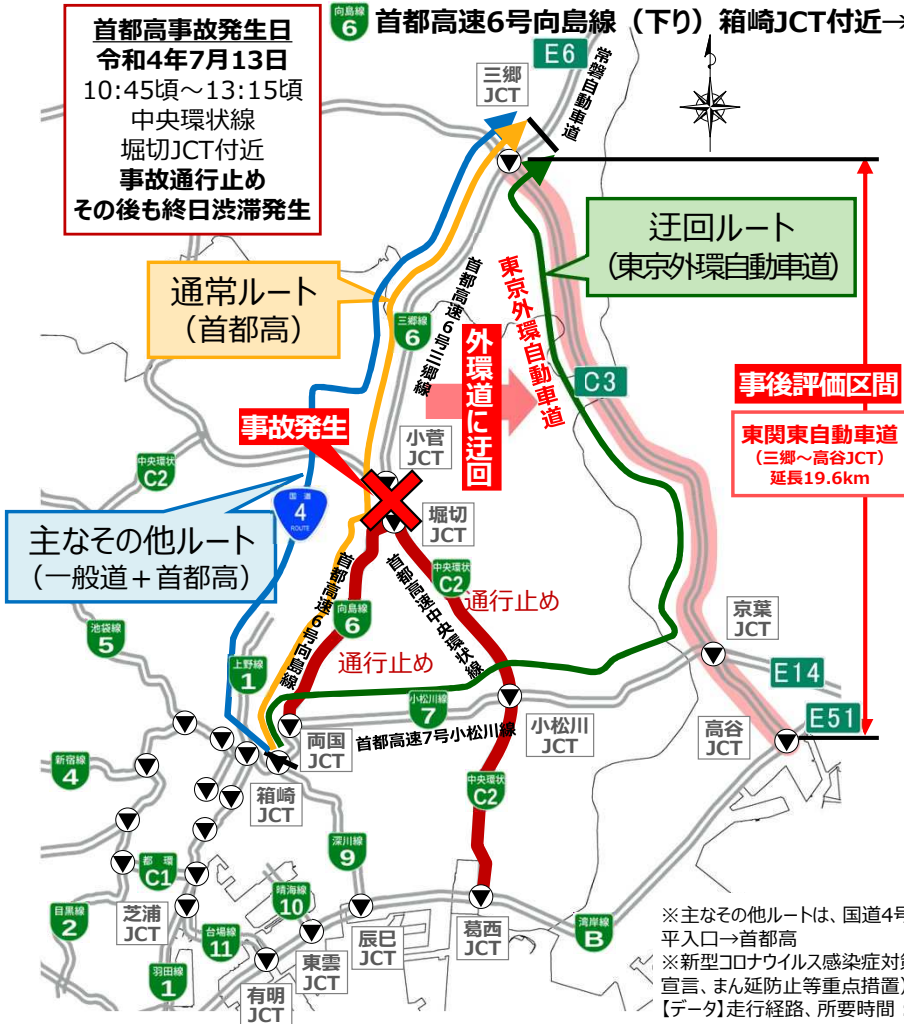 首都高事故発生日
令和4年7月13日
10:45頃～13:15頃
中央環状線
堀切JCT付近
事故通行止め
その後も終日渋滞発生
向島線
6
首都高速6号向島線（下り）箱崎JCT付近→
E6
常磐自動車道
三郷
JCT
迂回ルート
(東京外環自動車道)
通常ルート
（首都高）
三郷線
6
首都高速6号三郷線
外環道に迂回
東京外環自動車道
C3
事後評価区間
東関東自動車道
（三郷～高谷JCT）
延長19.6km
事故発生
小菅
JCT
中央環状
C2
国道
4
ROUTE
堀切
JCT
主なその他ルート
（一般道＋首都高）
首都高速6号向島線
首都高速中央環状線
中央環状
C2
通行止め
向島線
6
通行止め
京葉
JCT
池袋線
5
上野線
1
E14
小松川線
7
首都高速7号小松川線
両国
JCT
小松川
JCT
高谷
JCT
E51
新宿線
4
箱崎
JCT
中央環状
C2
深川線
9
都環
C1
晴海線
10
目黒線
2
芝浦
JCT
台場線
11
辰巳
JCT
葛西
JCT
湾岸線
B
東雲
JCT
羽田線
1
有明
JCT
※主なその他ルートは、国道4号
平入口→首都高
※新型コロナウイルス感染症対策
宣言、まん延防止等重点措置）
【データ】走行経路、所要時間